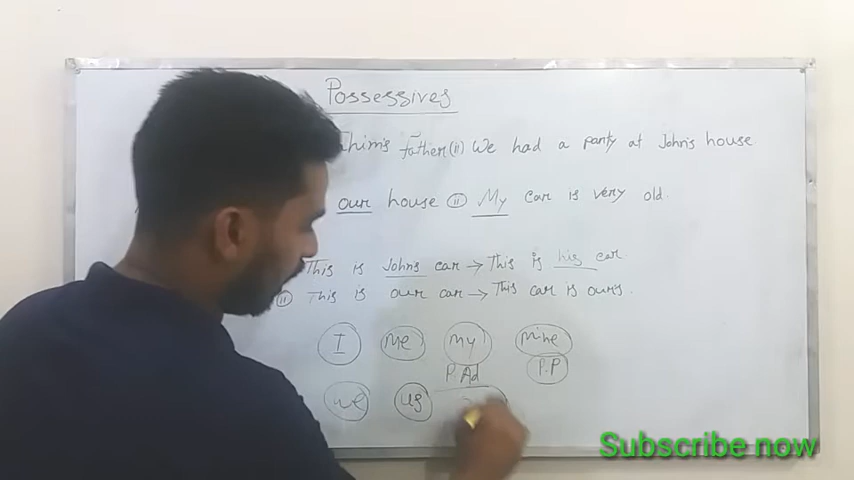 Possessives
him's father (ii) We had a party at John's house
our house (ii) My car is very old.
This is John's car → This is his car.
(ii) This is our car → This car is ours.
I me my mine
P. Ad P.P
we us
Subscribe now